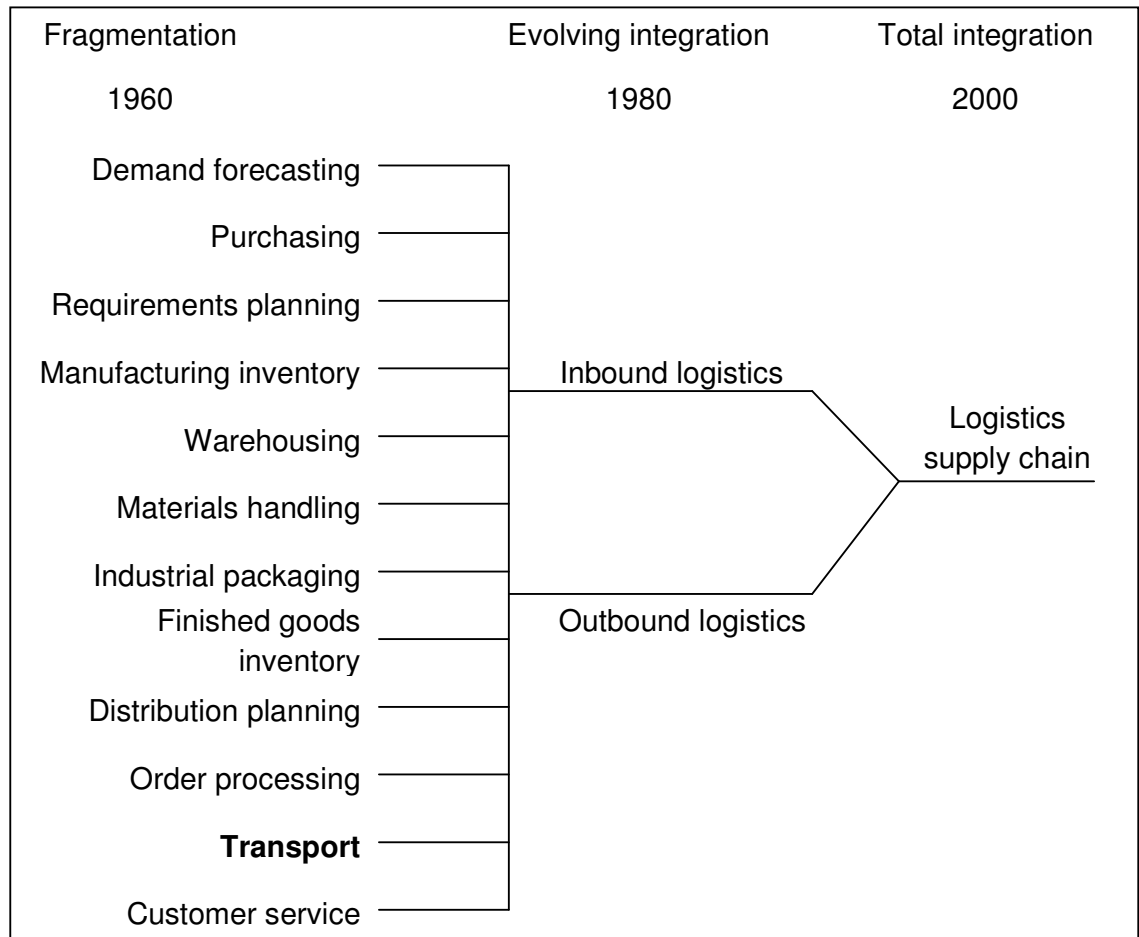 Fragmentation
Evolving integration
Total integration
1960
1980
2000
Demand forecasting
Purchasing
Requirements planning
Manufacturing inventory
Inbound logistics
Logistics
supply chain
Warehousing
Materials handling
Industrial packaging
Finished goods
inventory
Outbound logistics
Distribution planning
Order processing
Transport
Customer service